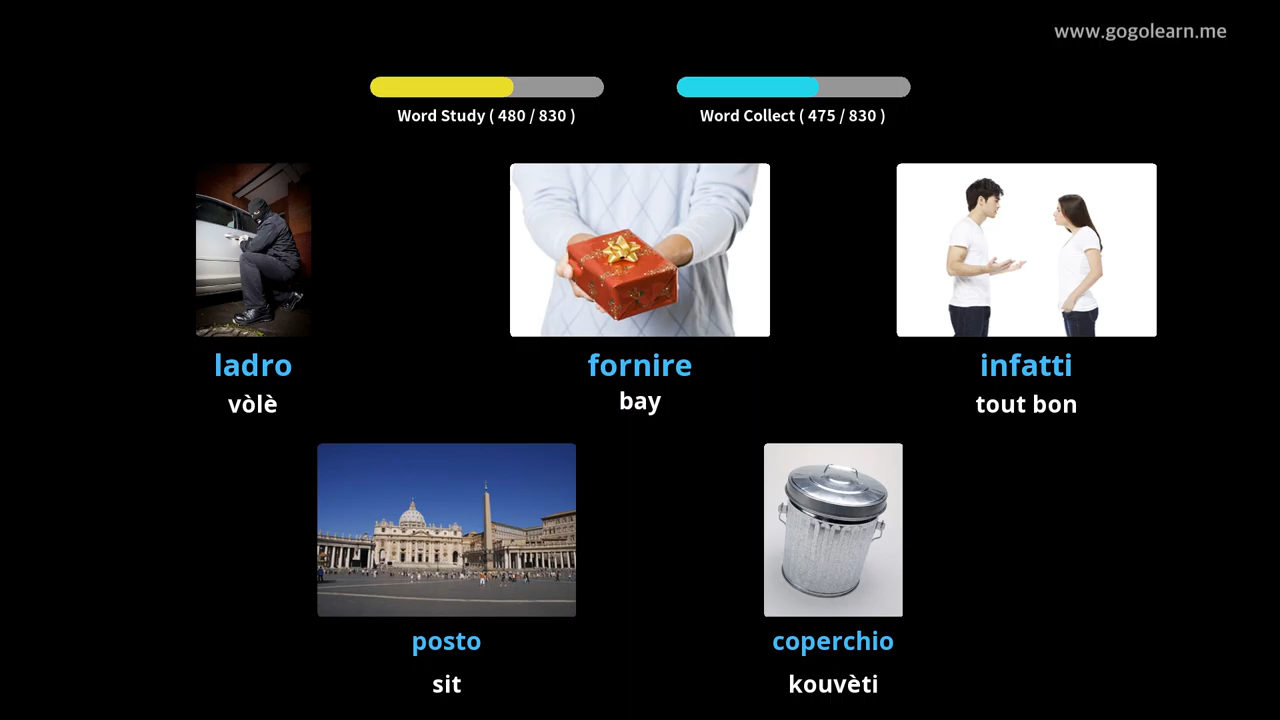 www.gogolearn.me
Word Study ( 480 / 830 )
Word Collect ( 475 / 830 )
ladro
fornire
infatti
vòlè
bay
tout bon
posto
coperchio
sit
kouvèti